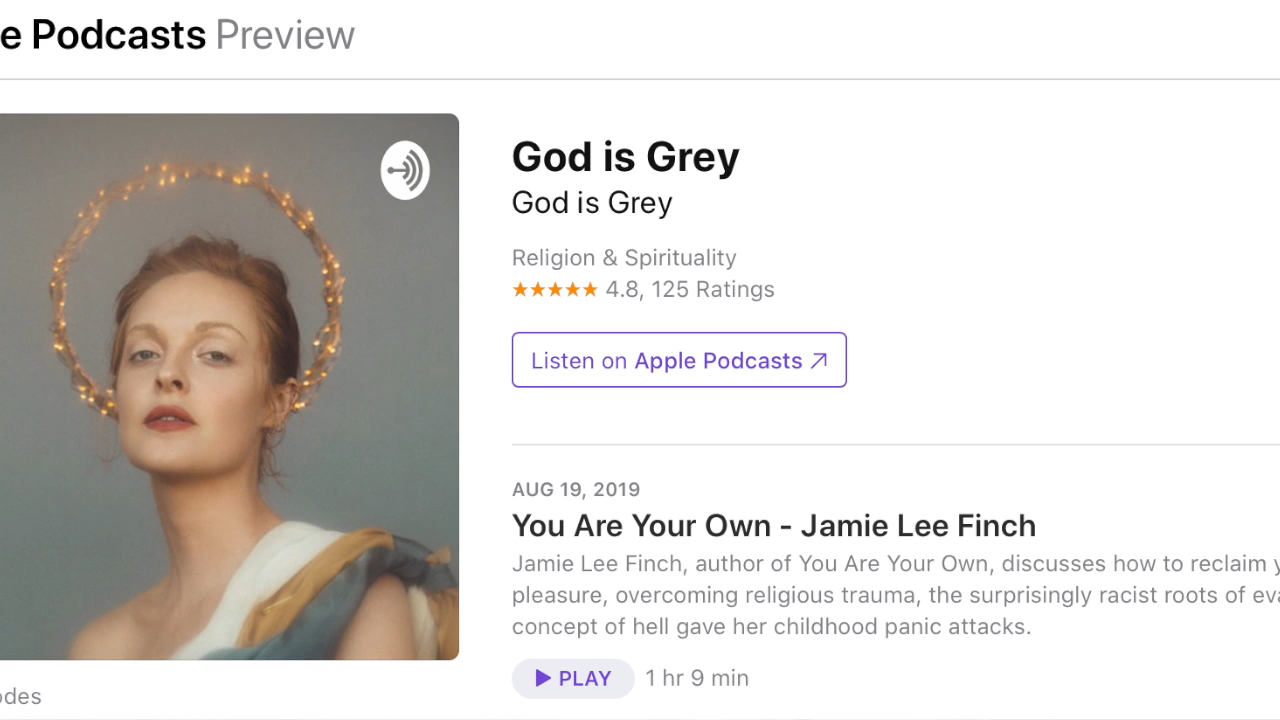 e Podcasts Preview
God is Grey
God is Grey
Religion & Spirituality
4.8, 125 Ratings
Listen on Apple Podcasts
AUG 19, 2019
You Are Your Own - Jamie Lee Finch
Jamie Lee Finch, author of You Are Your Own, discusses how to reclaim y
pleasure, overcoming religious trauma, the surprisingly racist roots of eva
concept of hell gave her childhood panic attacks.
PLAY 1 hr 9 min
odes